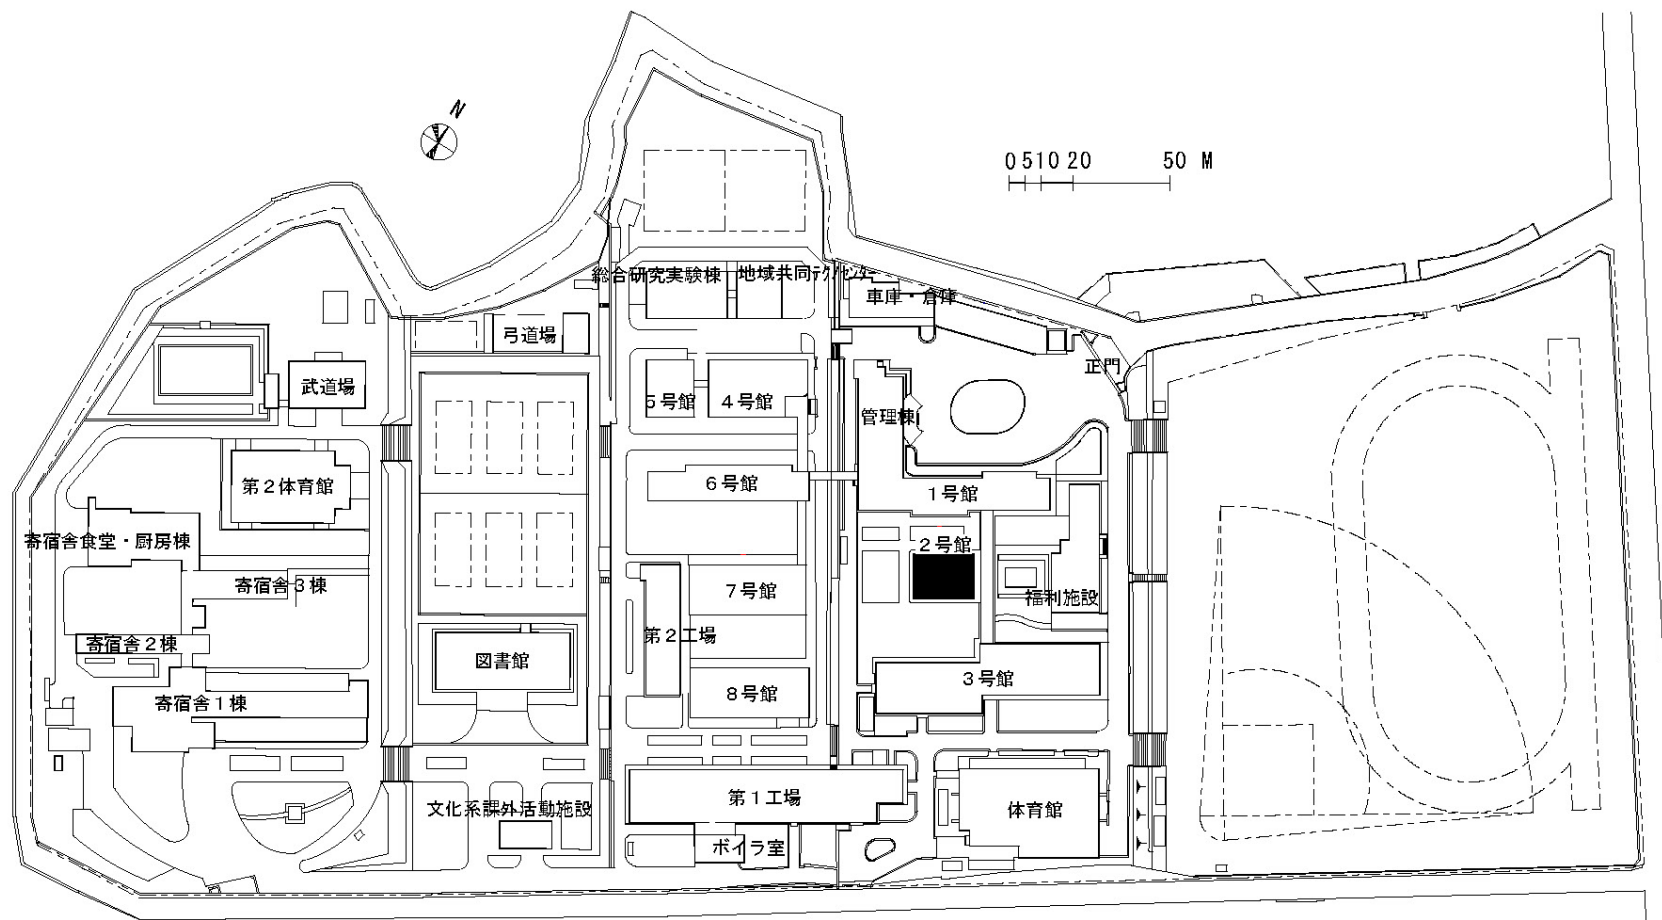 N
0 5 10 20 50 M
総合研究実験棟
地域共同ﾃｸﾉｾﾝﾀｰ
車庫・倉庫
弓道場
正門
武道場
5号館
4号館
管理棟
第2体育館
6号館
1号館
寄宿舎食堂・厨房棟
2号館
寄宿舎3棟
7号館
福利施設
寄宿舎2棟
第2工場
図書館
3号館
8号館
寄宿舎1棟
第1工場
文化系課外活動施設
体育館
ボイラ室